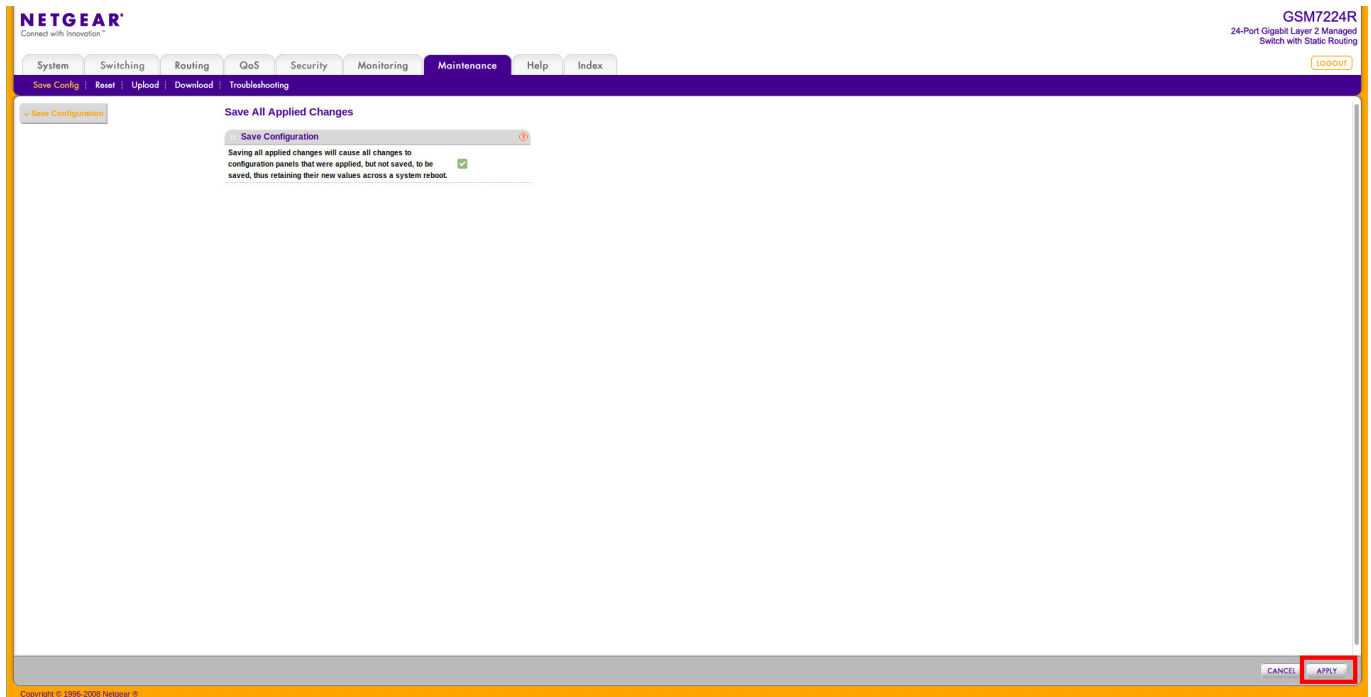 NETGEAR®
Connect with Innovation™
GSM7224R
24-Port Gigabit Layer 2 Managed
Switch with Static Routing
System Switching Routing QoS Security Monitoring Maintenance Help Index
LOGOUT
Save Config Reset Upload Download Troubleshooting
Save Configuration
Save All Applied Changes
Save Configuration
Saving all applied changes will cause all changes to
configuration panels that were applied, but not saved, to be
saved, thus retaining their new values across a system reboot.
CANCEL APPLY
Copyright © 1996-2008 Netgear ®